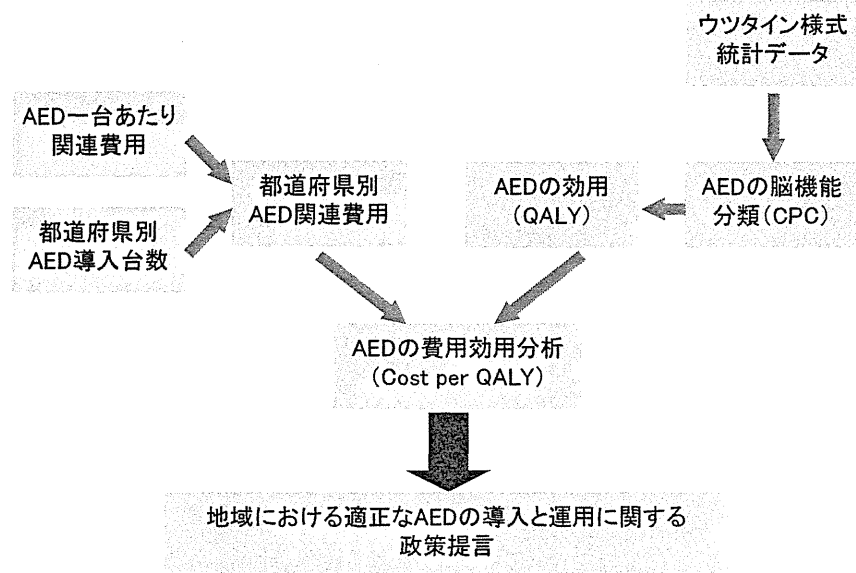 ウツタイン様式
統計データ
AED一台あたり
関連費用
都道府県別
AED関連費用
AEDの効用
(QALY)
AEDの脳機能
分類(CPC)
都道府県別
AED導入台数
AEDの費用効用分析
(Cost per QALY)
地域における適正なAEDの導入と運用に関する
政策提言